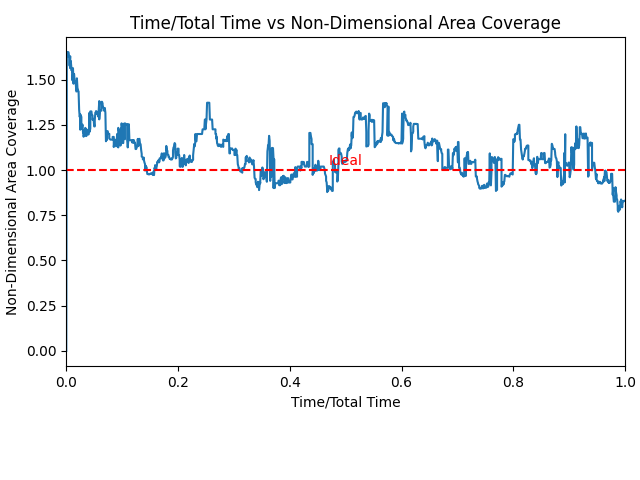 Time/Total Time vs Non-Dimensional Area Coverage
Non-Dimensional Area Coverage
1.50
1.25
1.00
0.75
0.50
0.25
0.00
Ideal
0.0 0.2 0.4 0.6 0.8 1.0
Time/Total Time